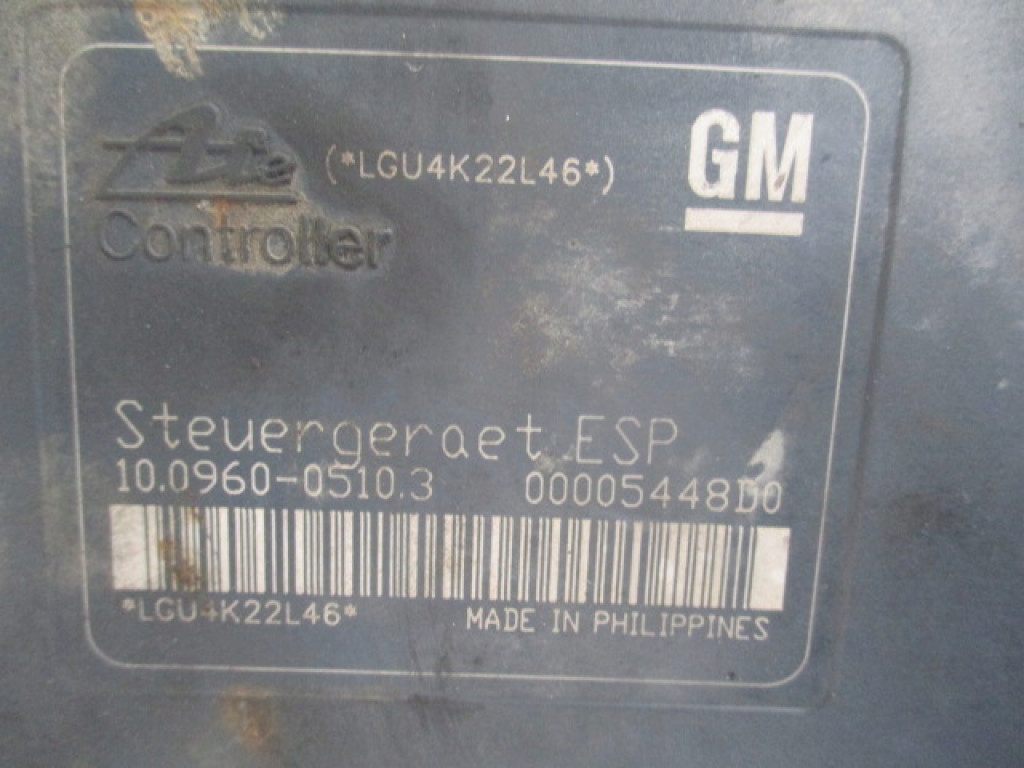 Ate (*LGU4K22L46*) GM
Controller
Steuergeraet ESP
10.0960-0510.3 00005448D0
*LGU4K22L46* MADE IN PHILIPPINES